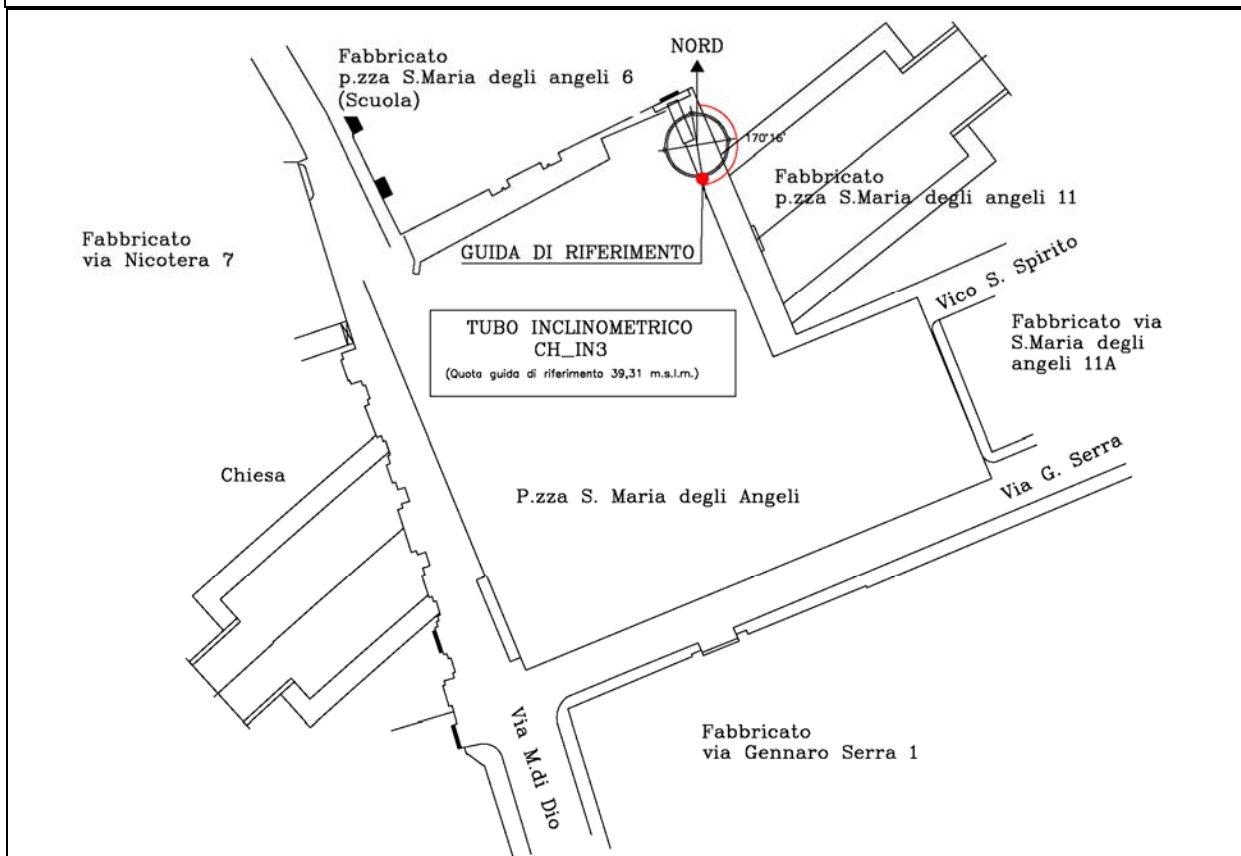 NORD
Fabbricato
p.zza S.Maria degli angeli 6
(Scuola)
170°16'
Fabbricato
p.zza S.Maria degli angeli 11
Fabbricato
via Nicotera 7
GUIDA DI RIFERIMENTO
Vico S. Spirito
TUBO INCLINOMETRICO
CH_IN3
(Quota guida di riferimento 39,31 m.s.l.m.)
Fabbricato via
S.Maria degli
angeli 11A
Chiesa
P.zza S. Maria degli Angeli
Via G. Serra
Via M.di Dio
Fabbricato
via Gennaro Serra 1